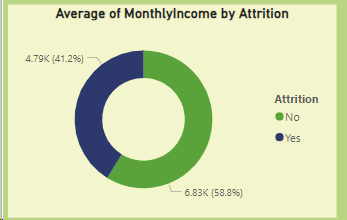 Average of MonthlyIncome by Attrition
4.79K (41.2%)
Attrition
No
Yes
6.83K (58.8%)